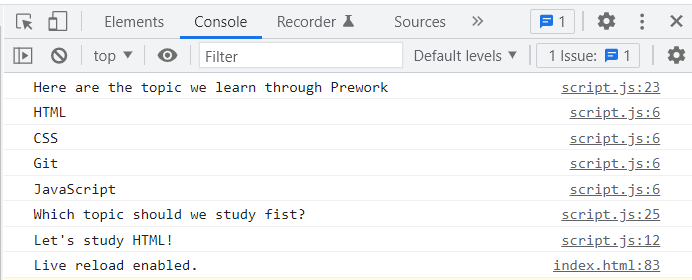 Elements Console Recorder Sources » 1
top ▼ Filter Default levels ▼ 1 Issue: 1
Here are the topic we learn through Prework script.js:23
HTML script.js:6
CSS script.js:6
Git script.js:6
JavaScript script.js:6
Which topic should we study fist? script.js:25
Let's study HTML! script.js:12
Live reload enabled. index.html:83